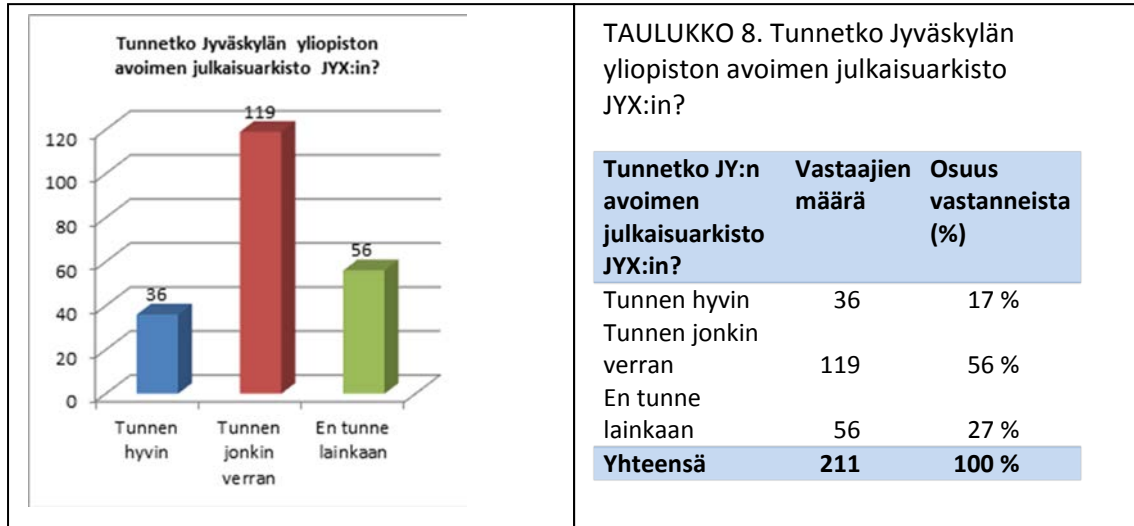 Tunnetko Jyväskylän yliopiston
avoimen julkaisuarkisto JYX:in?
120
100
80
60
40
20
0
36
119
56
Tunnen
hyvin
Tunnen
jonkin
verran
En tunne
lainkaan
TAULUKKO 8. Tunnetko Jyväskylän
yliopiston avoimen julkaisuarkisto
JYX:in?
Tunnetko JY:n Vastaajien Osuus
avoimen määrä vastanneista
julkaisuarkisto (%)
JYX:in?
Tunnen hyvin 36 17 %
Tunnen jonkin
verran 119 56 %
En tunne
lainkaan 56 27 %
Yhteensä 211 100 %